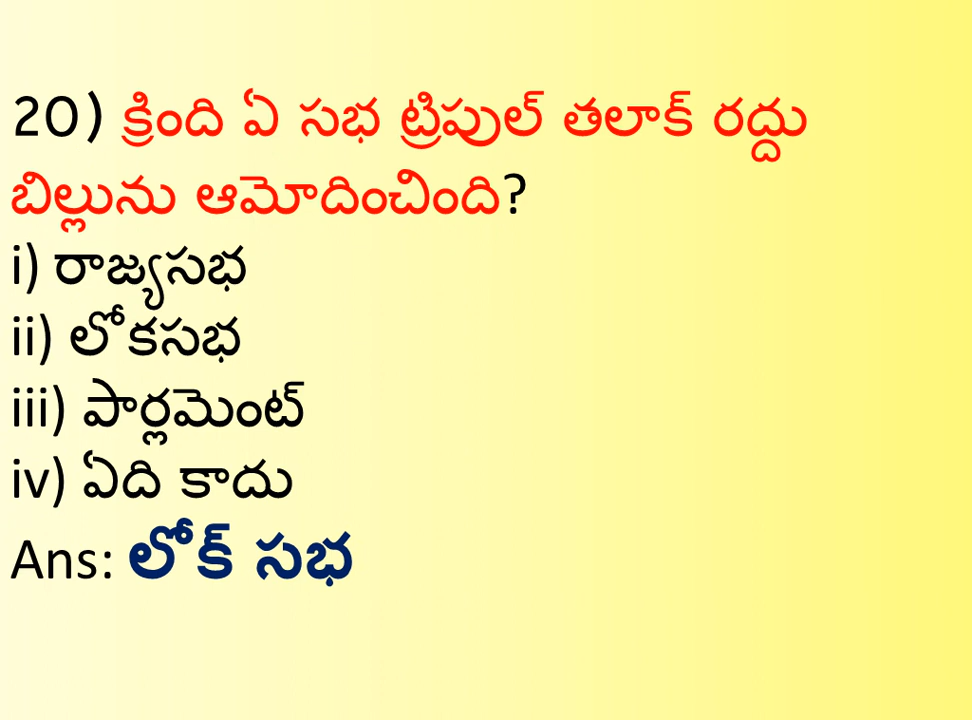 20) క్రింది ఏ సభ ట్రిపుల్ తలాక్ రద్దు
బిల్లును ఆమోదించింది?
i) రాజ్యసభ
ii) లోకసభ
iii) పార్లమెంట్
iv) ఏది కాదు
Ans: లోక్ సభ